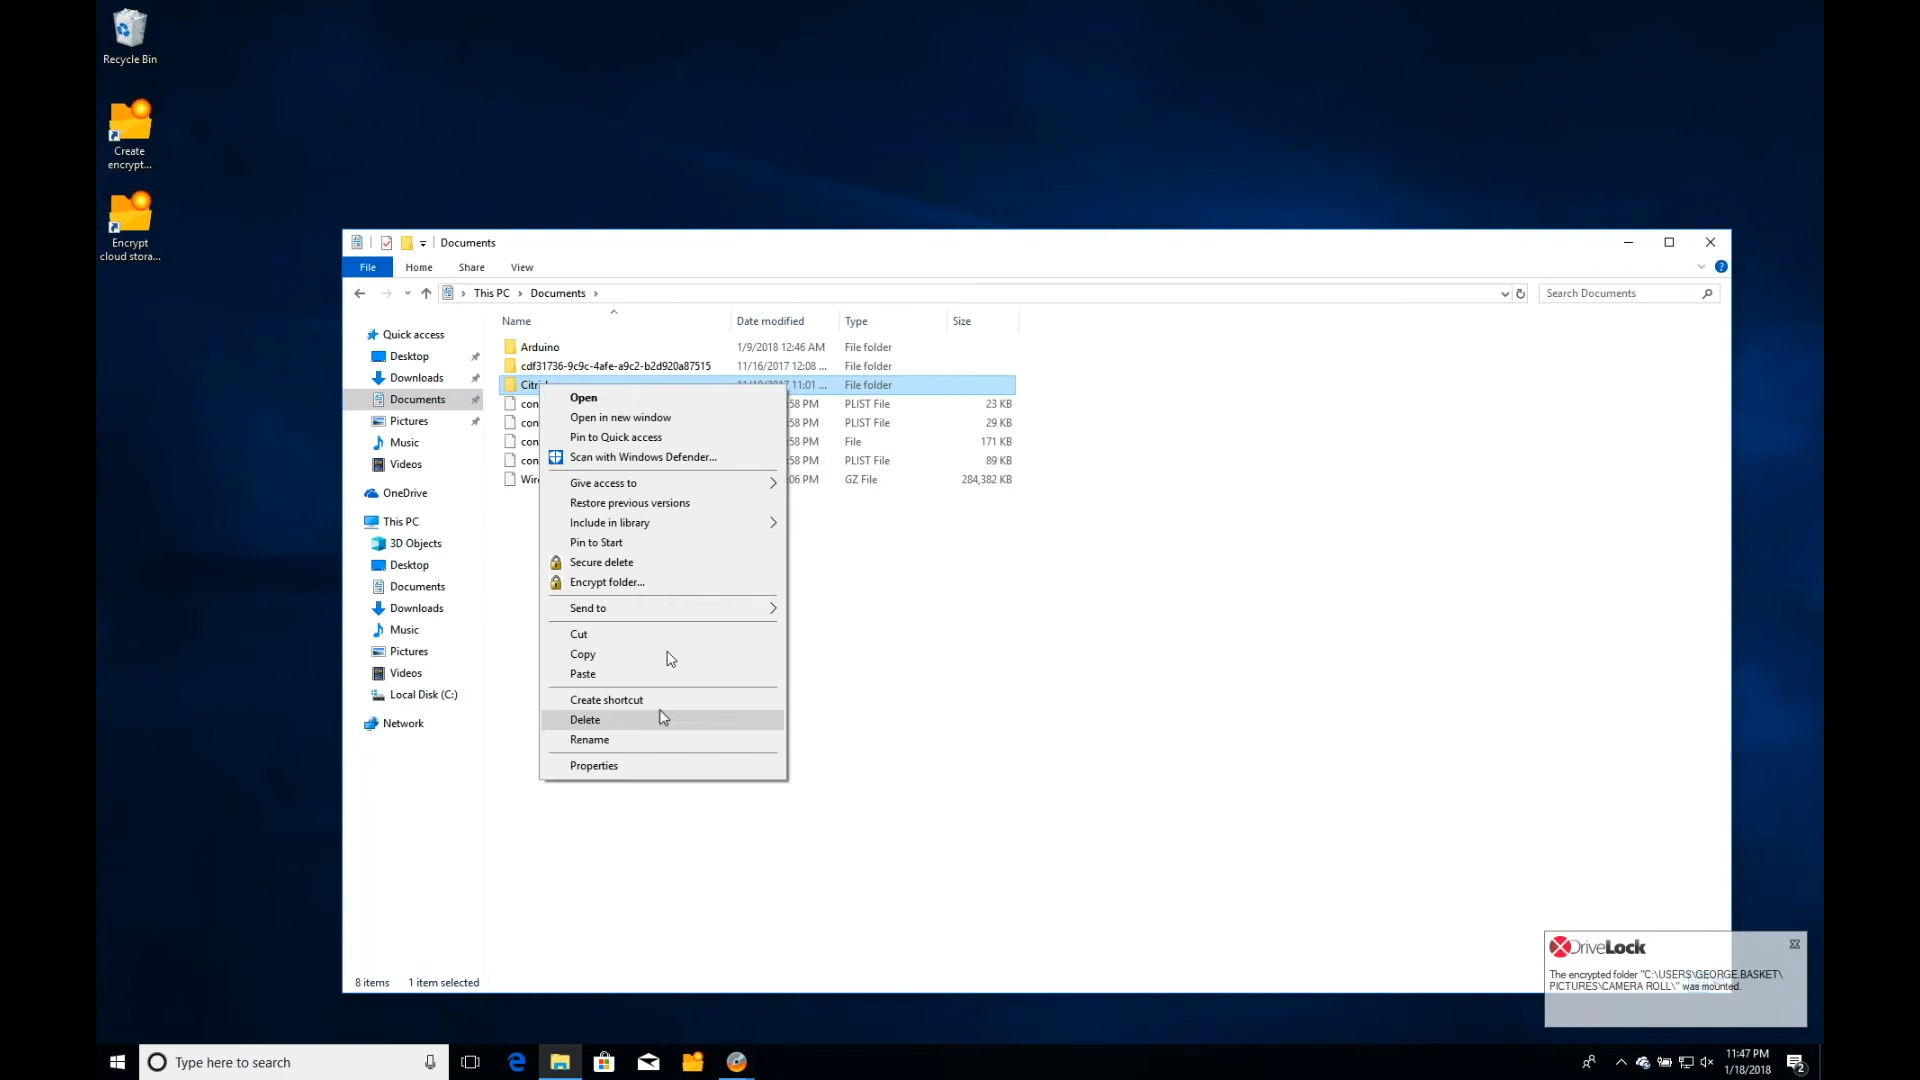 Recycle Bin
Create
encrypt...
Encrypt
cloud stora...
Documents
File Home Share View
This PC Documents
Search Documents
Name Date modified Type Size
Arduino 1/9/2018 12:46 AM File folder
cdf31736-9c9c-4afe-a9c2-b2d920a87515 11/16/2017 12:08 ... File folder
11:01 ... File folder
con :58 PM PLIST File 23 KB
con :58 PM PLIST File 29 KB
con :58 PM File 171 KB
con :58 PM PLIST File 89 KB
:06 PM GZ File 284,382 KB
Quick access
Desktop
Downloads
Documents
Pictures
Music
Videos
OneDrive
This PC
3D Objects
Desktop
Documents
Downloads
Music
Pictures
Videos
Local Disk (C:)
Network
Open
Open in new window
Pin to Quick access
Scan with Windows Defender...
Give access to
Restore previous versions
Include in library
Pin to Start
Secure delete
Encrypt folder...
Send to
Cut
Copy
Paste
Create shortcut
Delete
Rename
Properties
8 items 1 item selected
DriveLock
The encrypted folder "C:\USERS\GEORGE.BASKET\
PICTURES\CAMERA ROLL\" was mounted.
Type here to search
11:47 PM
1/18/2018
2